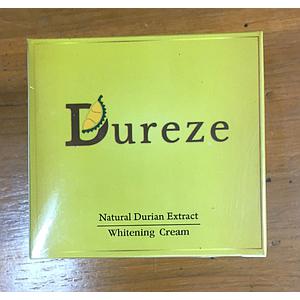 Dureze
Natural Durian Extract
Whitening Cream